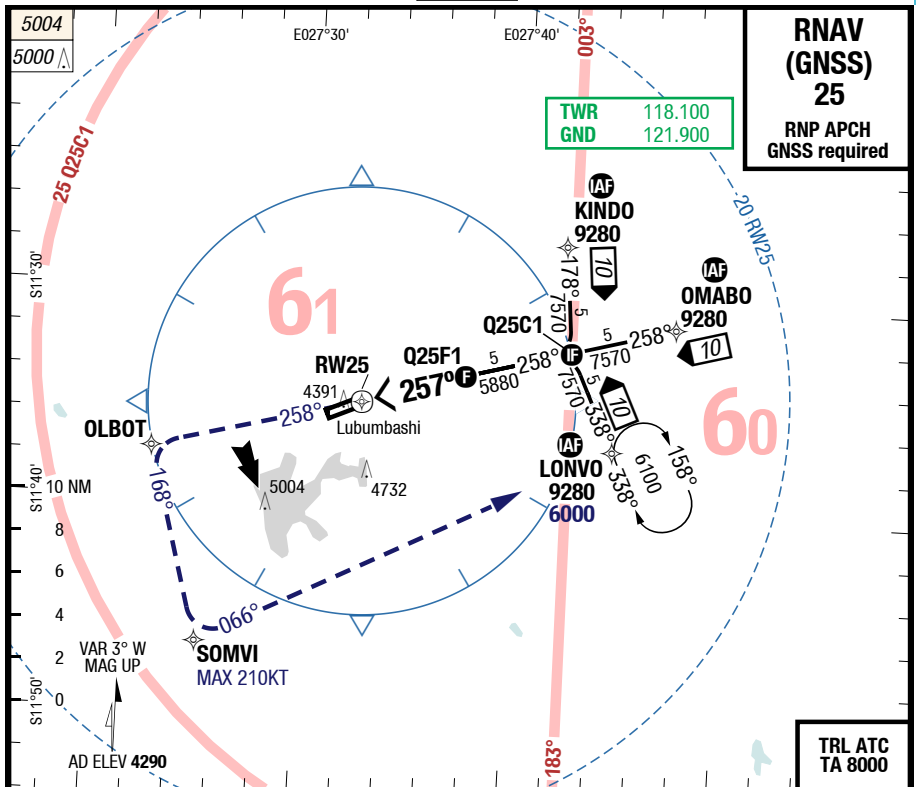 5004
5000
E027°30'
E027°40'
003°
RNAV
(GNSS)
25
RNP APCH
GNSS required
TWR 118.100
GND 121.900
25 Q25C1
20 RW25
IAF
KINDO
9280
10
178°
7570
5
IAF
OMABO
9280
10
S11°30'
61
Q25C1
IF
5
258°
7570
RW25
Q25F1
F
5
258°
5880
257°
4391
Lubumbashi
258°
7570
5
338°
10
60
OLBOT
IAF
LONVO
9280
6000
158°
6100
338°
168°
S11°40'
10 NM
8
6
4
2
0
5004
4732
066°
SOMVI
MAX 210KT
VAR 3° W
MAG UP
S11°50'
AD ELEV 4290
183°
TRL ATC
TA 8000